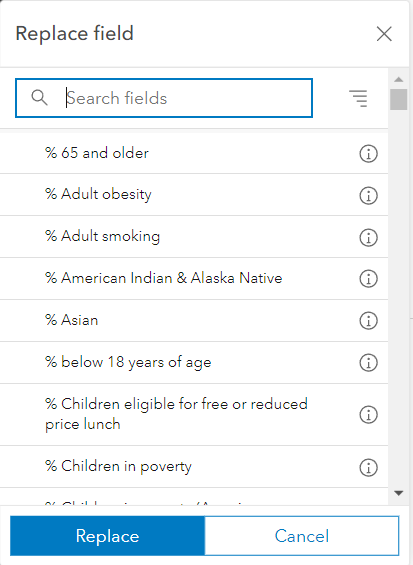 Replace field
Search fields
% 65 and older
% Adult obesity
% Adult smoking
% American Indian & Alaska Native
% Asian
% below 18 years of age
% Children eligible for free or reduced
price lunch
% Children in poverty
Replace
Cancel